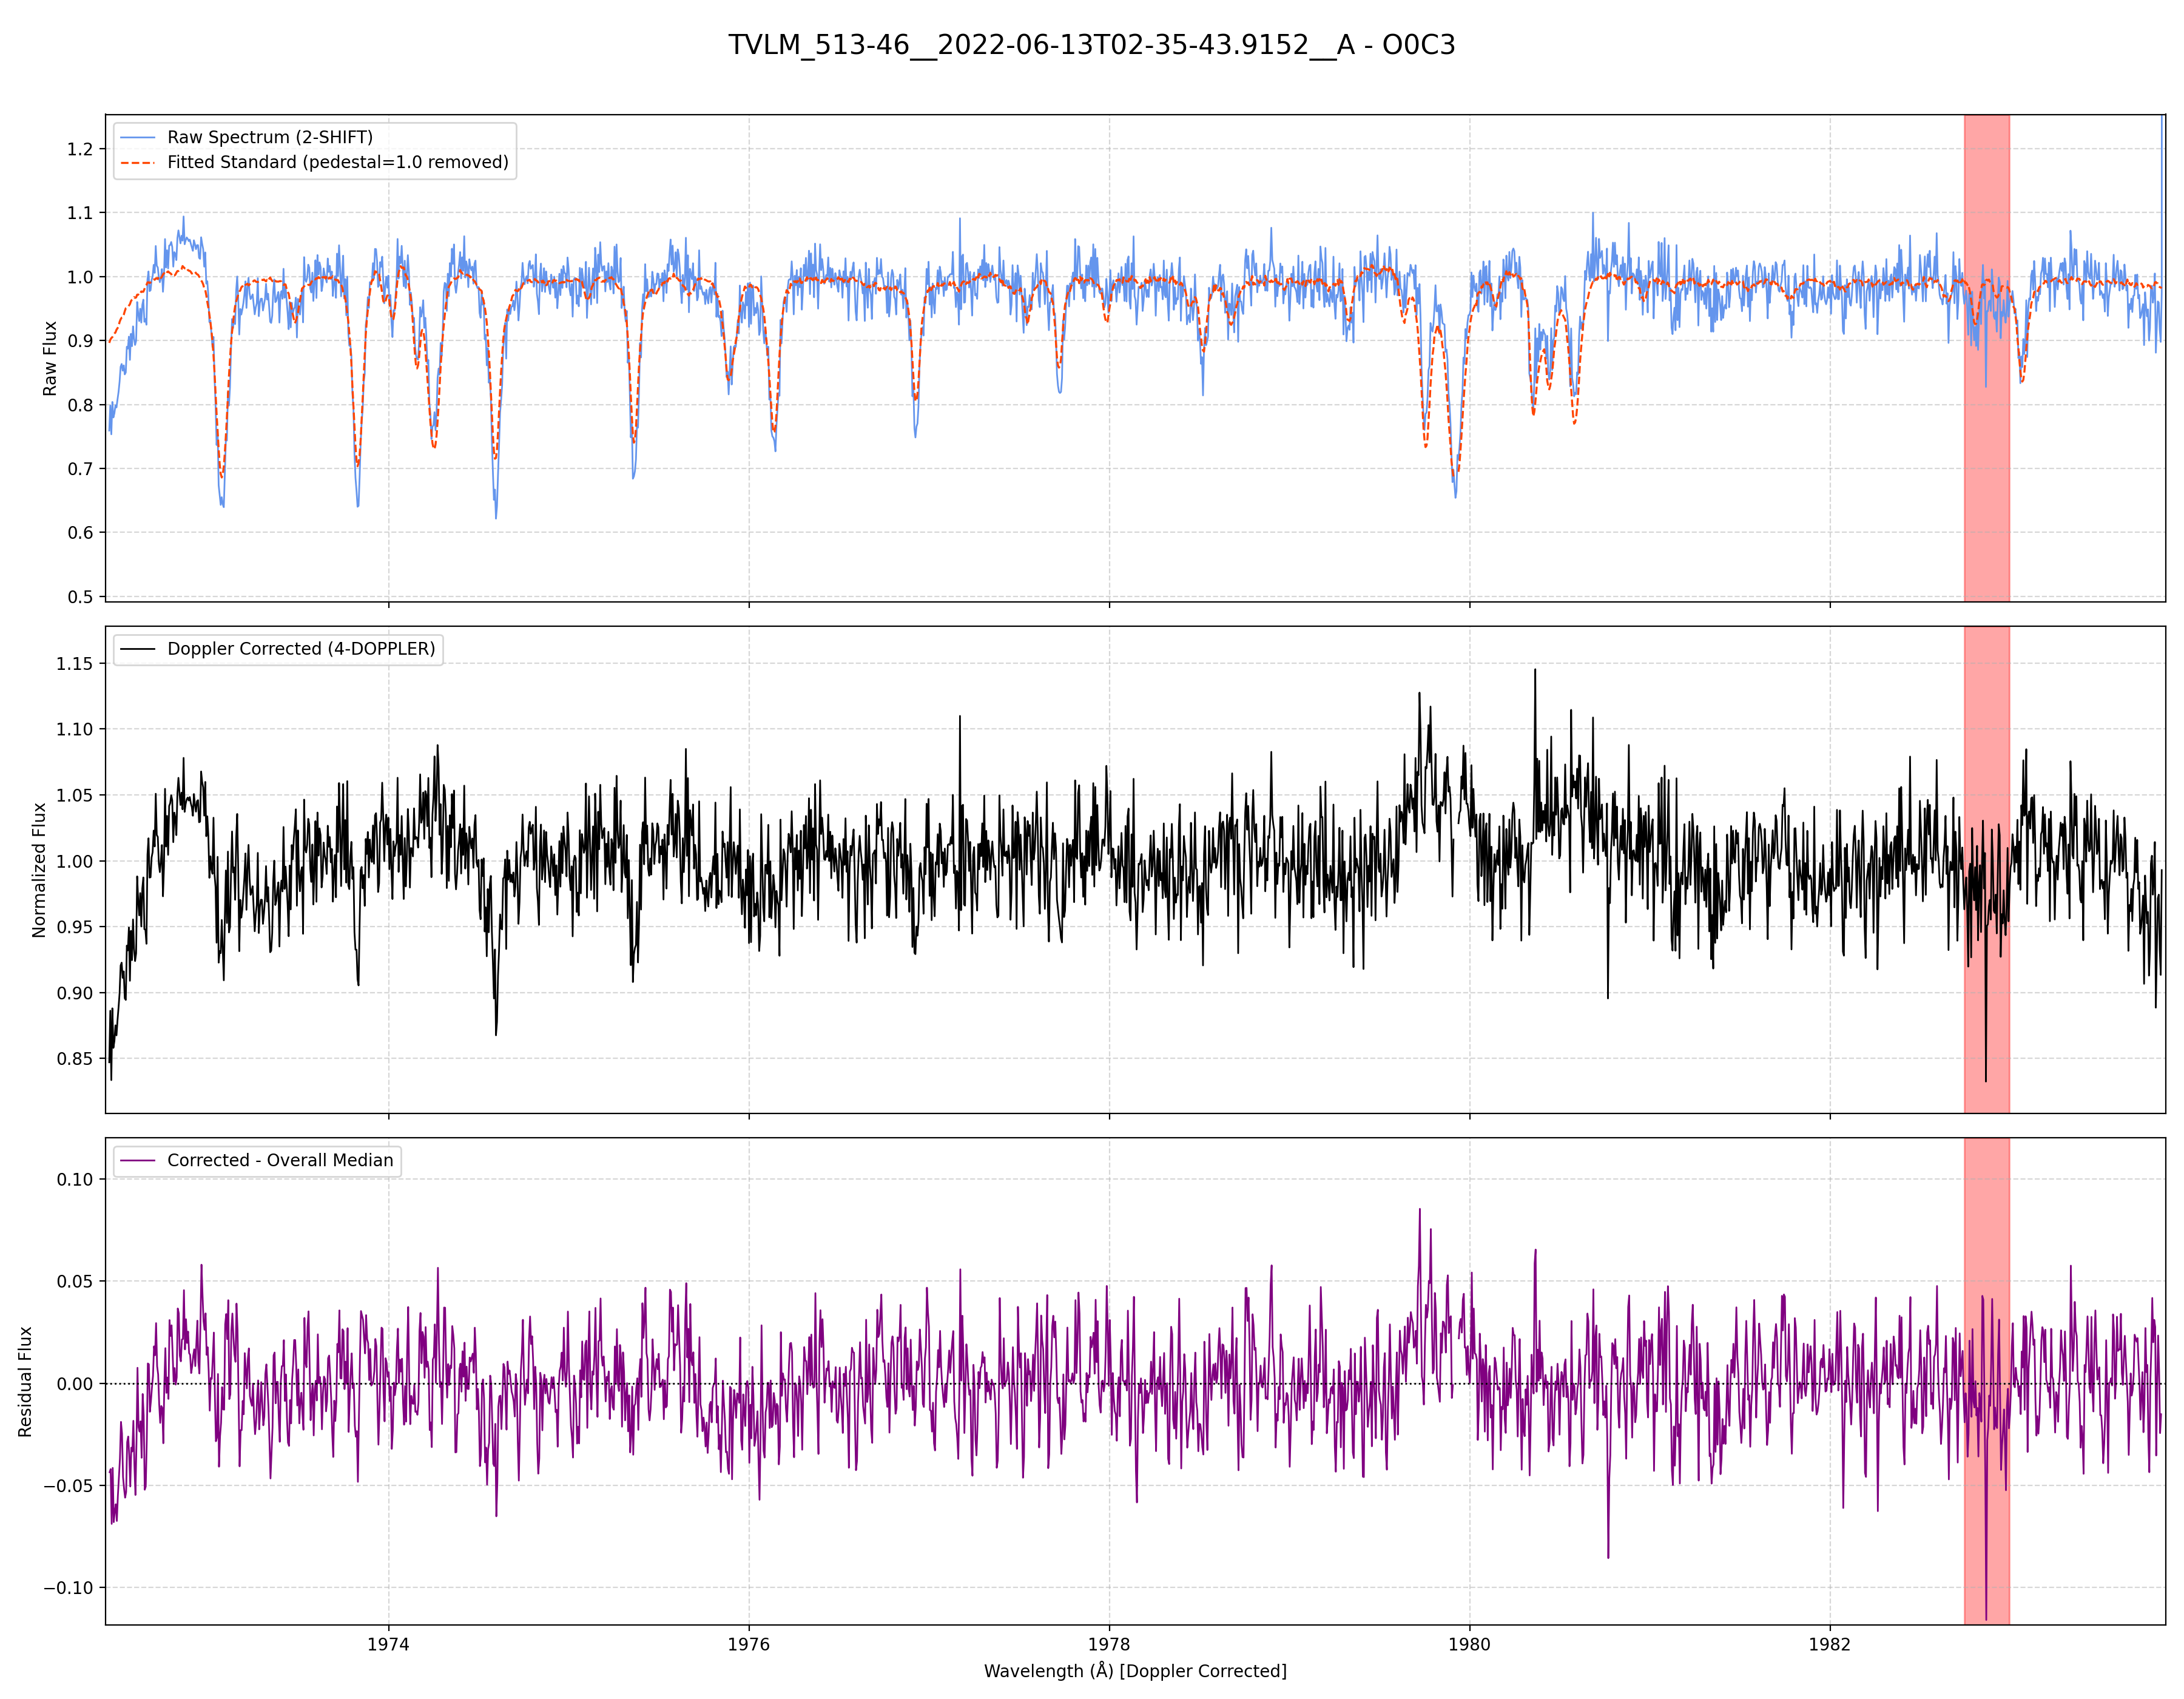 TVLM_513-46__2022-06-13T02-35-43.9152__A - O0C3
Raw Spectrum (2-SHIFT)
Fitted Standard (pedestal=1.0 removed)
Raw Flux
1.2
1.1
1.0
0.9
0.8
0.7
0.6
0.5
Doppler Corrected (4-DOPPLER)
Normalized Flux
1.15
1.10
1.05
1.00
0.95
0.90
0.85
Corrected - Overall Median
Residual Flux
0.10
0.05
0.00
−0.05
−0.10
1974
1976
1978
1980
1982
Wavelength (Å) [Doppler Corrected]